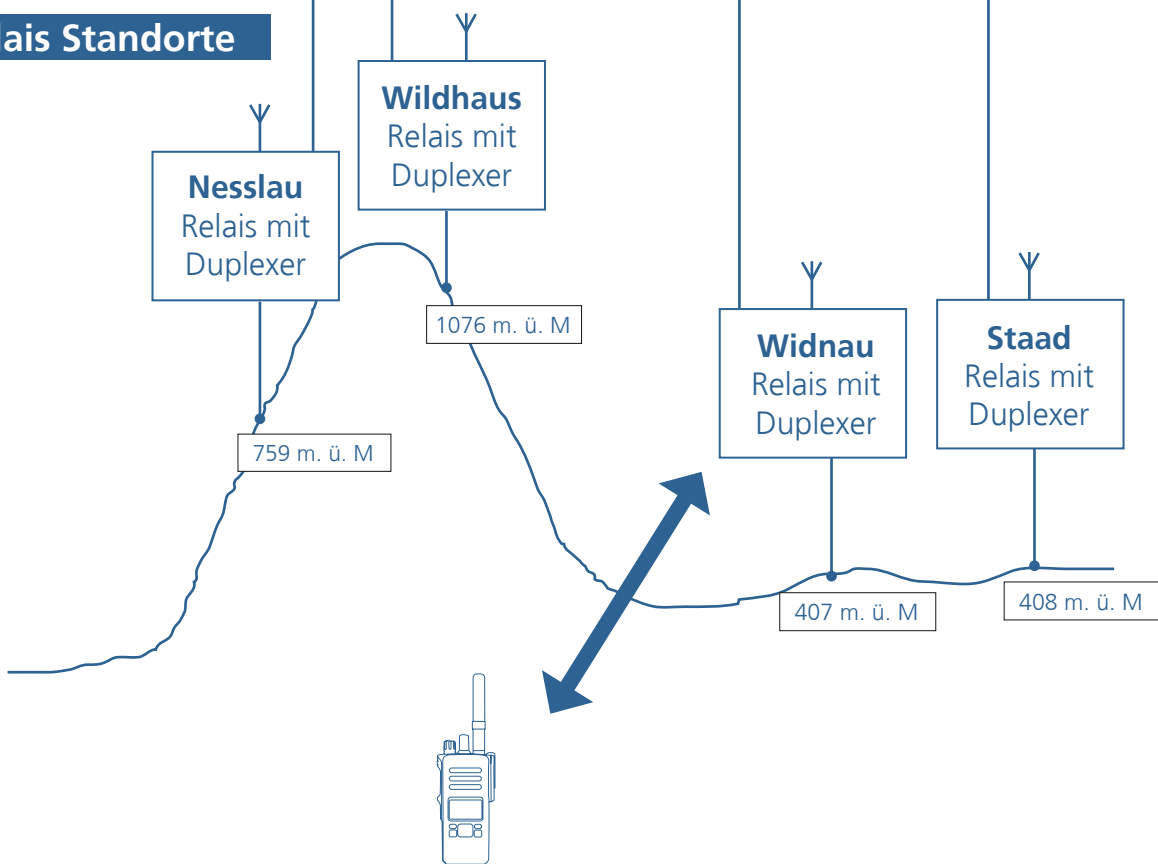 lais Standorte
Wildhaus
Relais mit
Duplexer
Nesslau
Relais mit
Duplexer
1076 m. ü. M
759 m. ü. M
Widnau
Relais mit
Duplexer
Staad
Relais mit
Duplexer
407 m. ü. M
408 m. ü. M